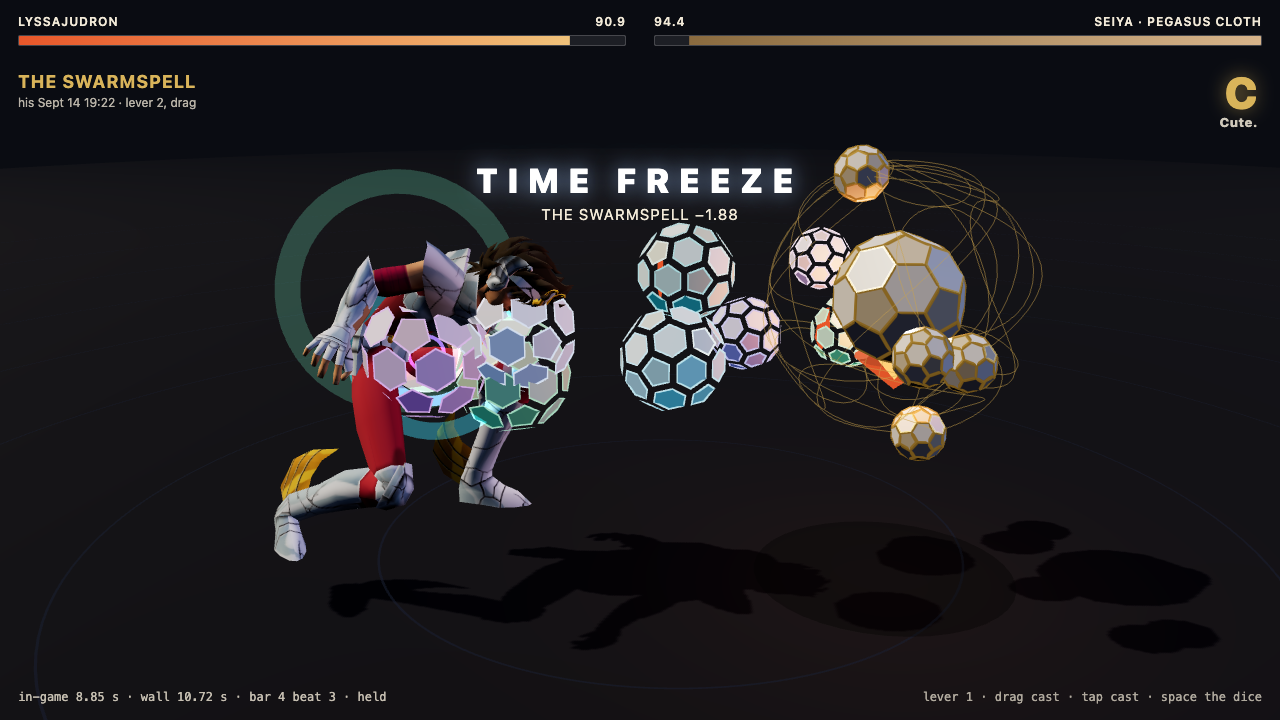 LYSSAJUDRON
90.9
94.4
SEIYA · PEGASUS CLOTH
THE SWARMSPELL
his Sept 14 19:22 · lever 2, drag
C
Cute.
TIME FREEZE
THE SWARMSPELL −1.88
in-game 8.85 s · wall 10.72 s · bar 4 beat 3 · held
lever 1 · drag cast · tap cast · space the dice